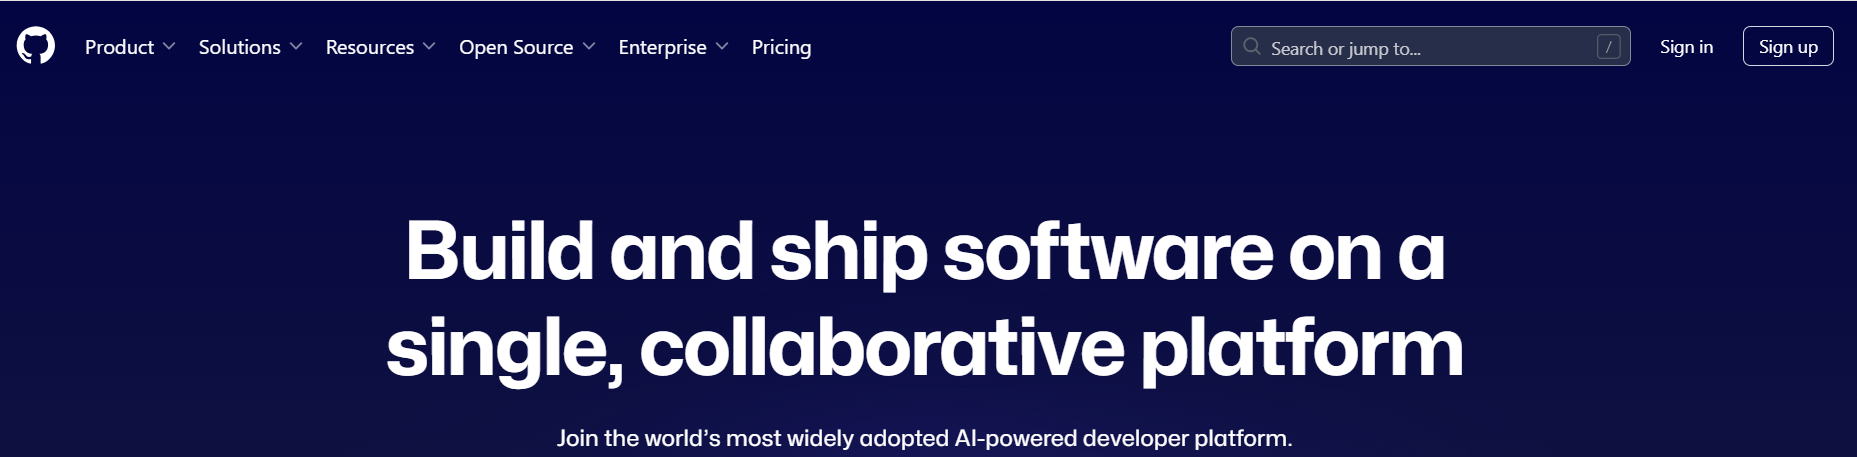 Product Solutions Resources Open Source Enterprise Pricing Search or jump to... / Sign in Sign up
Build and ship software on a
single, collaborative platform
Join the world’s most widely adopted AI-powered developer platform.